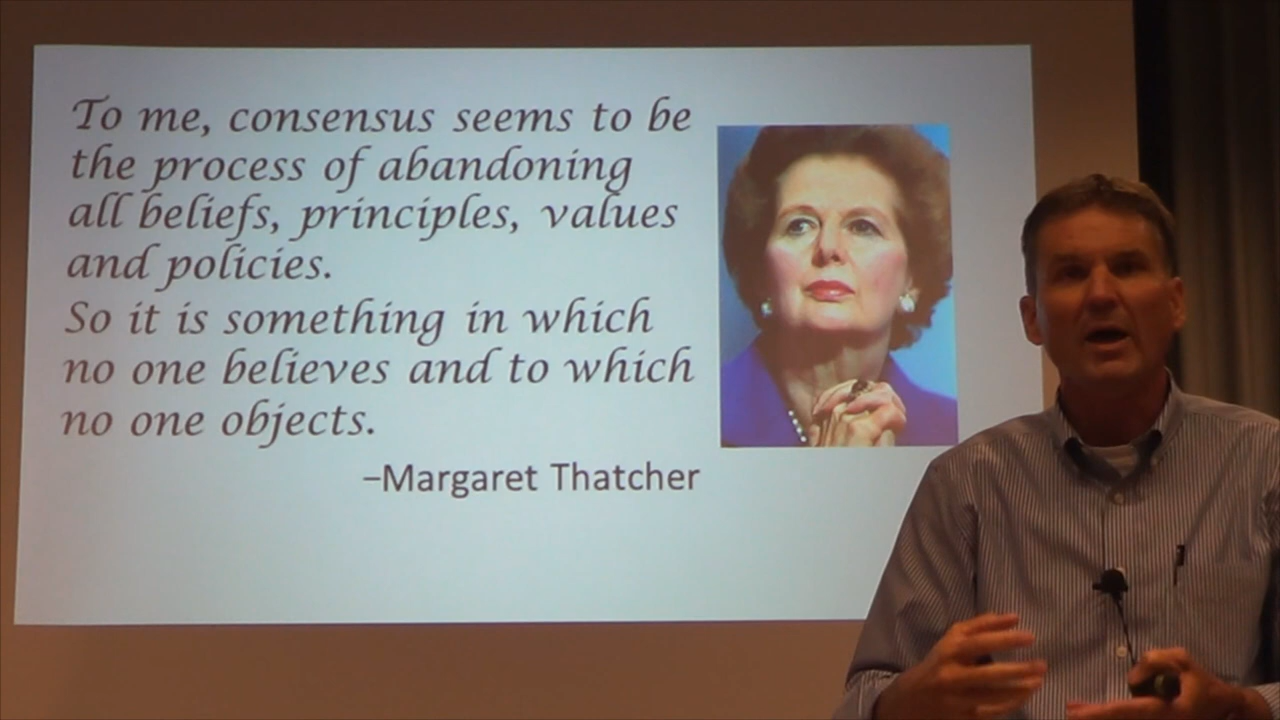 To me, consensus seems to be
the process of abandoning
all beliefs, principles, values
and policies.
So it is something in which
no one believes and to which
no one objects.
–Margaret Thatcher